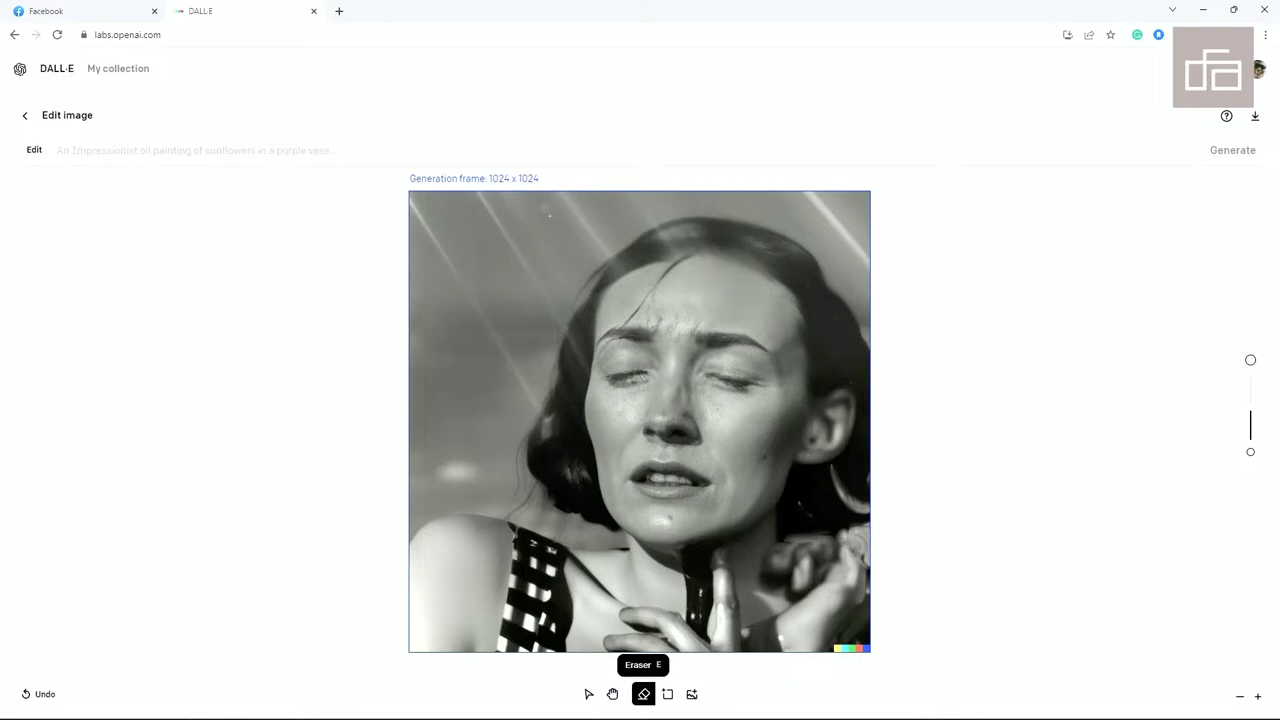 Facebook
DALL·E
labs.openai.com
DALL·E My collection
Edit image
Edit An Impressionist oil painting of sunflowers in a purple vase... Generate
Generation frame: 1024 x 1024
Eraser E
Undo